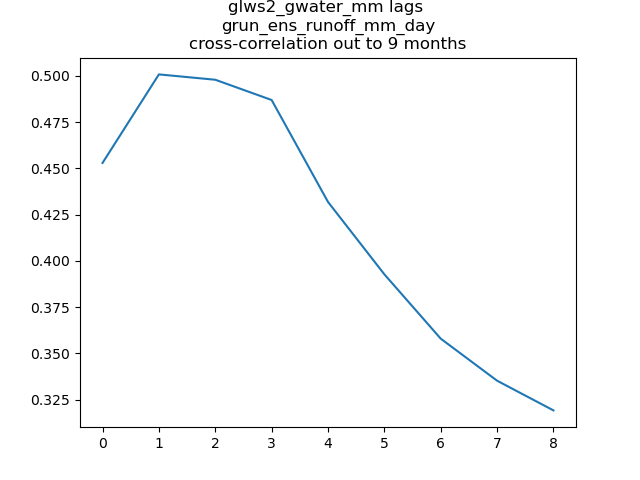 glws2_gwater_mm lags
grun_ens_runoff_mm_day
cross-correlation out to 9 months
0.500
0.475
0.450
0.425
0.400
0.375
0.350
0.325
0 1 2 3 4 5 6 7 8